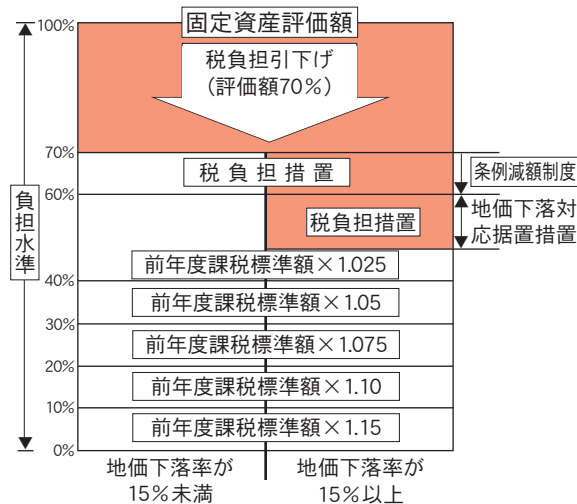 固定資産評価額
100%
税負担引下げ
（評価額70%）
70%
税負担措置
条例減額制度
60%
税負担措置
地価下落対
応据置措置
負担水準
前年度課税標準額×1.025
40%
前年度課税標準額×1.05
30%
前年度課税標準額×1.075
20%
前年度課税標準額×1.10
10%
前年度課税標準額×1.15
0%
地価下落率が
15%未満
地価下落率が
15%以上